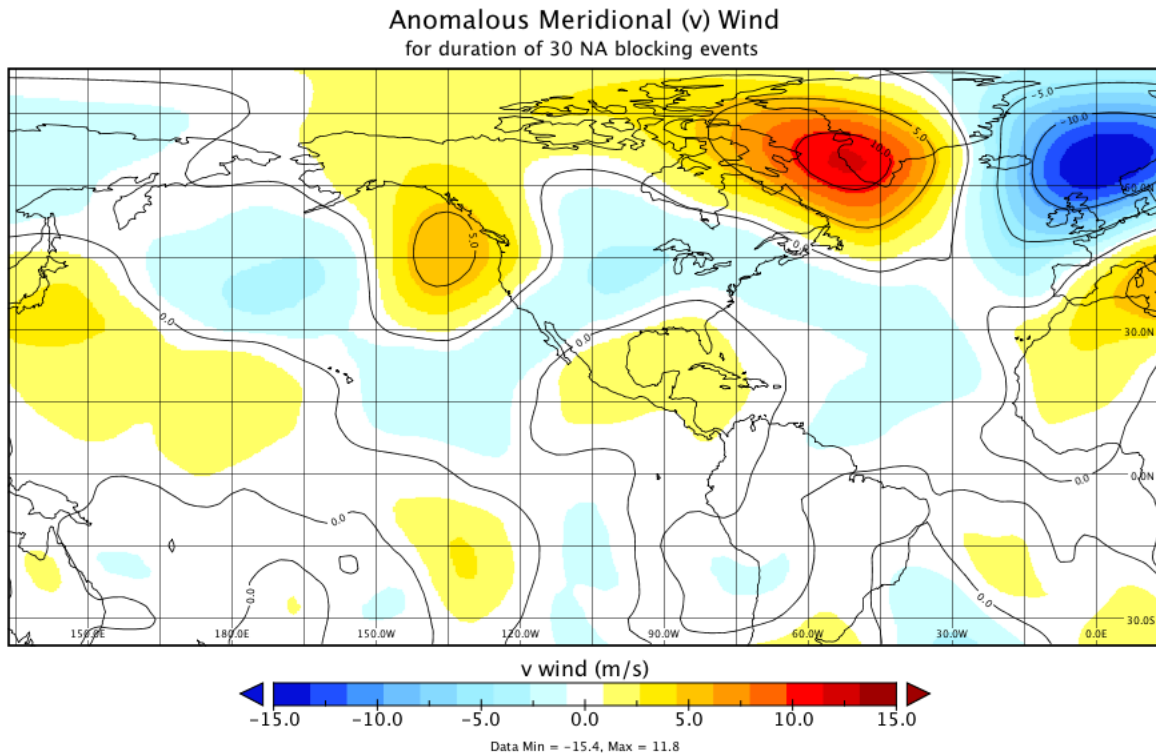 Anomalous Meridional (v) Wind
for duration of 30 NA blocking events
-5.0
-10.0
5.0
10.0
60.0N
5.0
0.0
0.0
0.0
30.0N
0.0
0.0N
0.0
0.0
0.0
150.0E 180.0E 150.0W 120.0W 90.0W 60.0W 30.0W 0.0E 30.0S
v wind (m/s)
-15.0 -10.0 -5.0 0.0 5.0 10.0 15.0
Data Min = -15.4, Max = 11.8